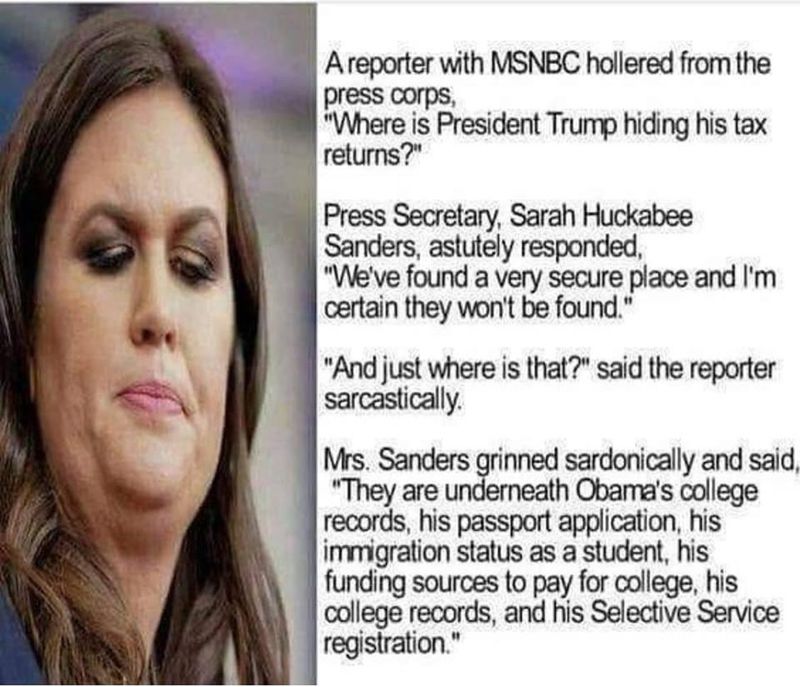 A reporter with MSNBC hollered from the
press corps,
"Where is President Trump hiding his tax
returns?"
Press Secretary, Sarah Huckabee
Sanders, astutely responded,
"We've found a very secure place and I'm
certain they won't be found."
"And just where is that?" said the reporter
sarcastically.
Mrs. Sanders grinned sardonically and said,
"They are underneath Obama's college
records, his passport application, his
immigration status as a student, his
funding sources to pay for college, his
college records, and his Selective Service
registration."